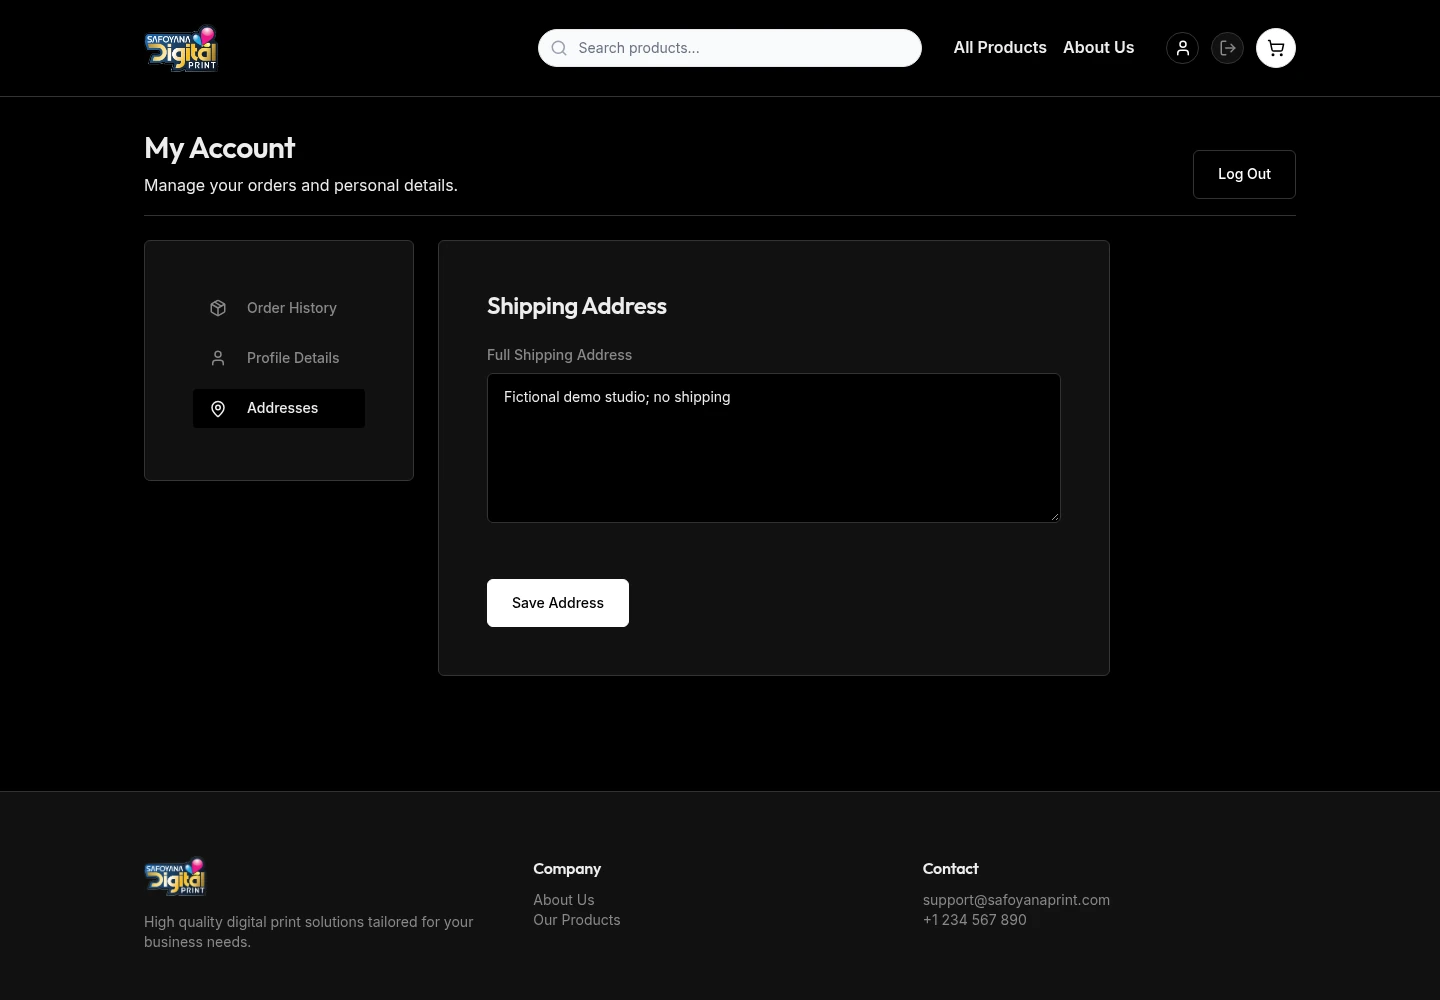 SAFOYANA
Digital
PRINT
Search products...
All Products
About Us
My Account
Manage your orders and personal details.
Log Out
Order History
Profile Details
Addresses
Shipping Address
Full Shipping Address
Fictional demo studio; no shipping
Save Address
SAFOYANA
Digital
PRINT
High quality digital print solutions tailored for your
business needs.
Company
About Us
Our Products
Contact
support@safoyanaprint.com
+1 234 567 890